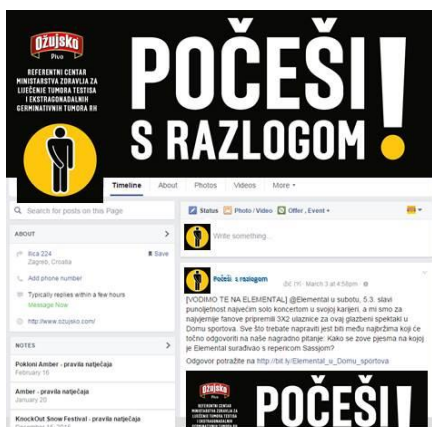 Ožujsko
Pivo
REFERENTNI CENTAR
MINISTARSTVA ZDRAVLJA ZA
LIJEČENJE TUMORA TESTISA
I EKSTRAGONADALNIH
GERMINATIVNIH TUMORA RH
POČEŠI
S RAZLOGOM!
Timeline About Photos Videos More
Search for posts on this Page
ABOUT
Ilica 224
Zagreb, Croatia
Save
Add phone number
Typically replies within a few hours
Message Now
http://www.ozujsko.com/
NOTES
Pokloni Amber - pravila natječaja
February 16
Amber - pravila natječaja
January 20
KnockOut Snow Festival - pravila natječaja
Status Photo / Video Offer, Event +
Write something...
Počeši s razlogom
March 3 at 4:58pm
[VODIMO TE NA ELEMENTAL] @Elemental u subotu, 5.3. slavi
punoljetnost najvećim solo koncertom u svojoj karijeri, a mi smo za
najvjernije fanove pripremili 3X2 ulaznice za ovaj glazbeni spektakl u
Domu sportova. Sve što trebate napraviti jest biti među najbržima koji će
točno odgovoriti na naše nagradno pitanje: Kako se zove pjesma na kojoj
je Elemental surađivao s repericom Sassjom?
Odgovor potražite na http://bit.ly/Elemental_u_Domu_sportova
Ožujsko
Pivo
REFERENTNI CENTAR
MINISTARSTVA ZDRAVLJA ZA
POČEŠI!